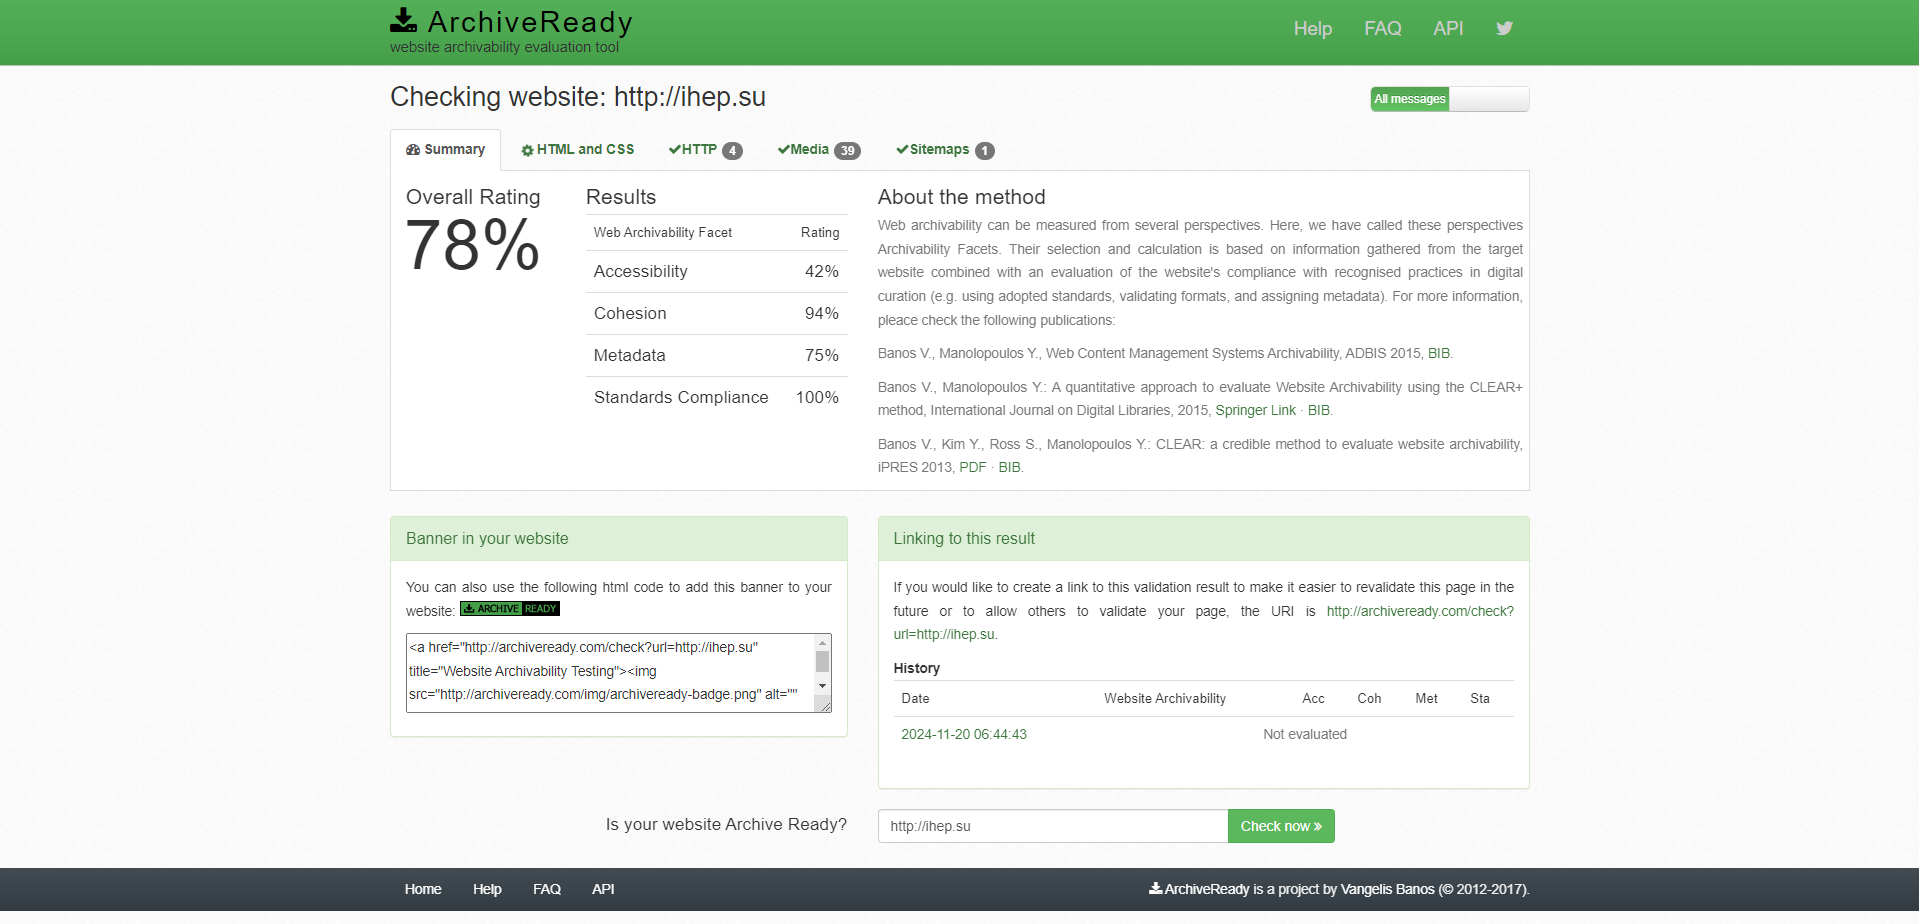 ArchiveReady
website archivability evaluation tool
Help FAQ API
Checking website: http://ihep.su
All messages
Summary HTML and CSS HTTP 4 Media 39 Sitemaps 1
Overall Rating
78%
Results
Web Archivability Facet Rating
Accessibility 42%
Cohesion 94%
Metadata 75%
Standards Compliance 100%
About the method
Web archivability can be measured from several perspectives. Here, we have called these perspectives
Archivability Facets. Their selection and calculation is based on information gathered from the target
website combined with an evaluation of the website's compliance with recognised practices in digital
curation (e.g. using adopted standards, validating formats, and assigning metadata). For more information,
pleace check the following publications:
Banos V., Manolopoulos Y., Web Content Management Systems Archivability, ADBIS 2015, BIB.
Banos V., Manolopoulos Y.: A quantitative approach to evaluate Website Archivability using the CLEAR+
method, International Journal on Digital Libraries, 2015, Springer Link · BIB.
Banos V., Kim Y., Ross S., Manolopoulos Y.: CLEAR: a credible method to evaluate website archivability,
iPRES 2013, PDF · BIB.
Banner in your website
You can also use the following html code to add this banner to your
website: ARCHIVE READY
<a href="http://archiveready.com/check?url=http://ihep.su"
title="Website Archivability Testing"><img
src="http://archiveready.com/img/archiveready-badge.png" alt=""
Linking to this result
If you would like to create a link to this validation result to make it easier to revalidate this page in the
future or to allow others to validate your page, the URI is http://archiveready.com/check?
url=http://ihep.su.
History
Date Website Archivability Acc Coh Met Sta
2024-11-20 06:44:43 Not evaluated
Is your website Archive Ready? http://ihep.su Check now »
Home Help FAQ API
ArchiveReady is a project by Vangelis Banos (© 2012-2017).